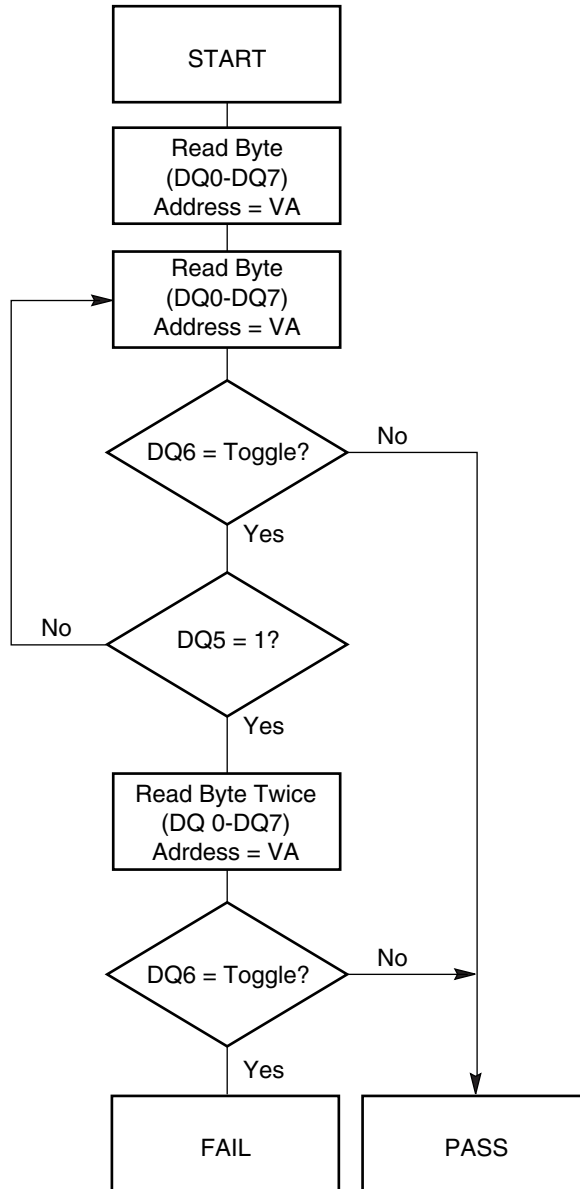 START
Read Byte
(DQ0-DQ7)
Address = VA
Read Byte
(DQ0-DQ7)
Address = VA
DQ6 = Toggle?
No
Yes
No
DQ5 = 1?
Yes
Read Byte Twice
(DQ 0-DQ7)
Adrdess = VA
DQ6 = Toggle?
No
Yes
FAIL
PASS